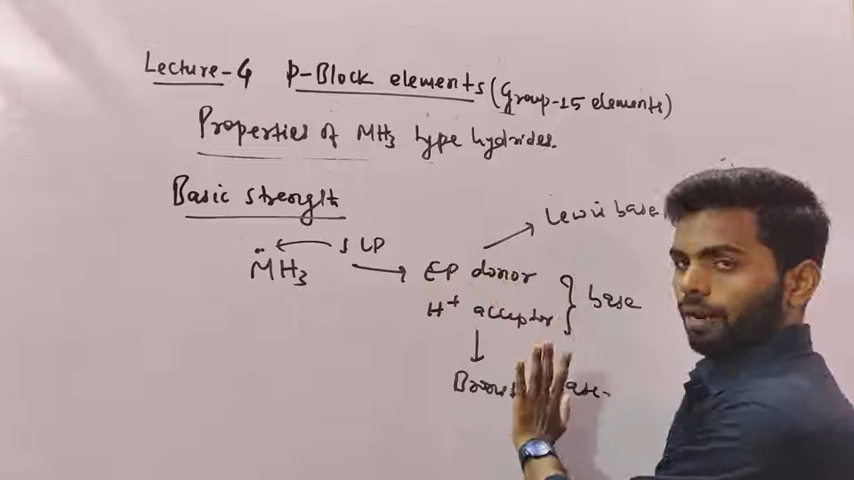 Lecture-4 P-Block elements (Group-15 elements)
Properties of MH3 type hydrides.
Basic strength
Lewis base
1 LP
M̈H3 EP donor
H+ acceptor } base